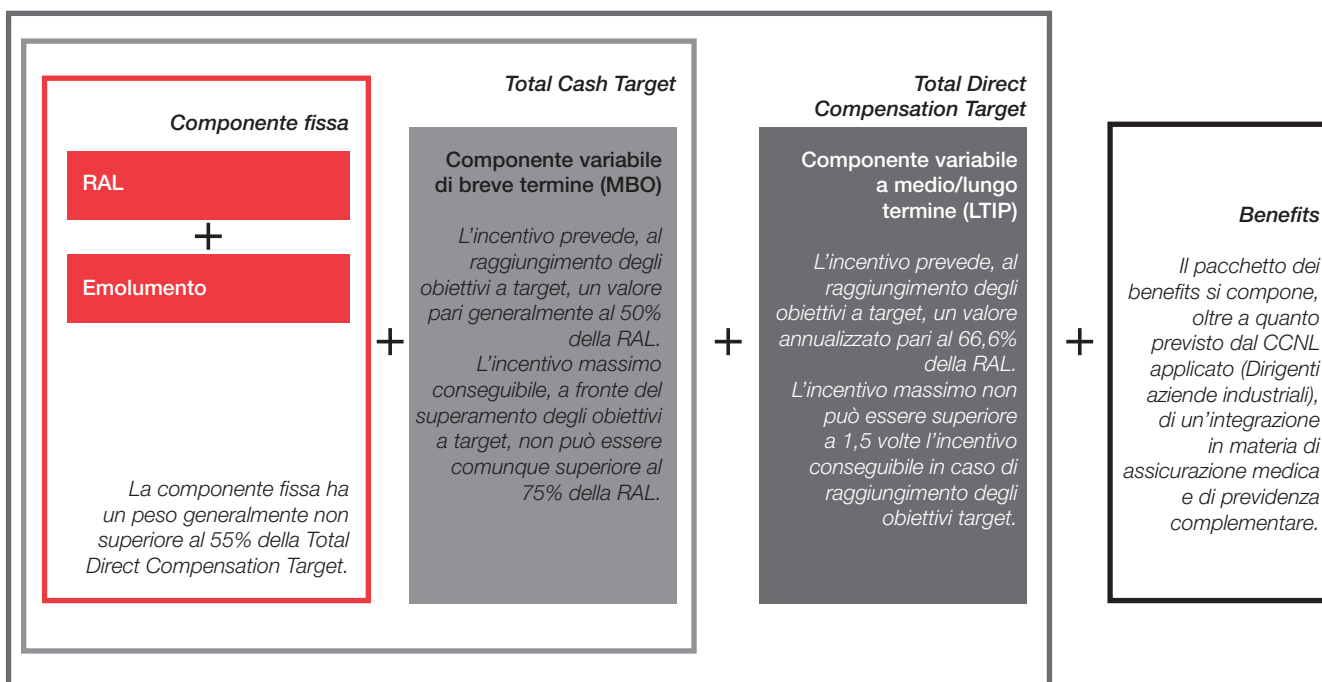 Componente fissa
RAL
+
Emolumento
La componente fissa ha
un peso generalmente non
superiore al 55% della Total
Direct Compensation Target.
+
Total Cash Target
Componente variabile
di breve termine (MBO)
L'incentivo prevede, al
raggiungimento degli
obiettivi a target, un valore
pari generalmente al 50%
della RAL.
L'incentivo massimo
conseguibile, a fronte del
superamento degli obiettivi
a target, non può essere
comunque superiore al
75% della RAL.
+
Total Direct
Compensation Target
Componente variabile
a medio/lungo
termine (LTIP)
L'incentivo prevede, al
raggiungimento degli
obiettivi a target, un valore
annualizzato pari al 66,6%
della RAL.
L'incentivo massimo non
può essere superiore
a 1,5 volte l'incentivo
conseguibile in caso di
raggiungimento degli
obiettivi target.
+
Benefits
Il pacchetto dei
benefits si compone,
oltre a quanto
previsto dal CCNL
applicato (Dirigenti
aziende industriali),
di un'integrazione
in materia di
assicurazione medica
e di previdenza
complementare.